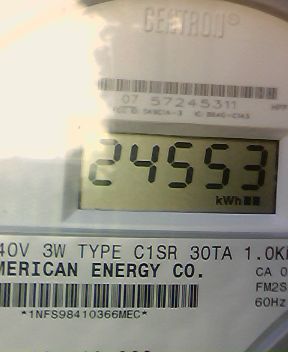 CENTRON®
07 57245311
24553
kWh
40V 3W TYPE C1SR 30TA 1.0K
MERICAN ENERGY CO.
CA 0
FM2S
60Hz
*1NFS98410366MEC*